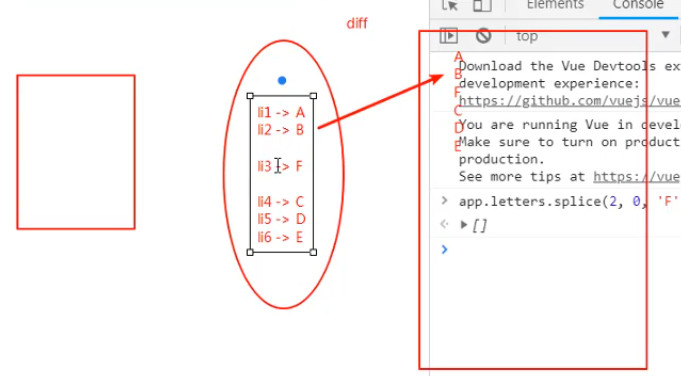 diff
li1 -> A
li2 -> B
li3 -> F
li4 -> C
li5 -> D
li6 -> E
Elements
Console
top
A
B
F
C
D
E
Download the Vue Devtools ex
development experience:
https://github.com/vuejs/vue
You are running Vue in devel
Make sure to turn on product
production.
See more tips at https://vue
> app.letters.splice(2, 0, 'F'
[]